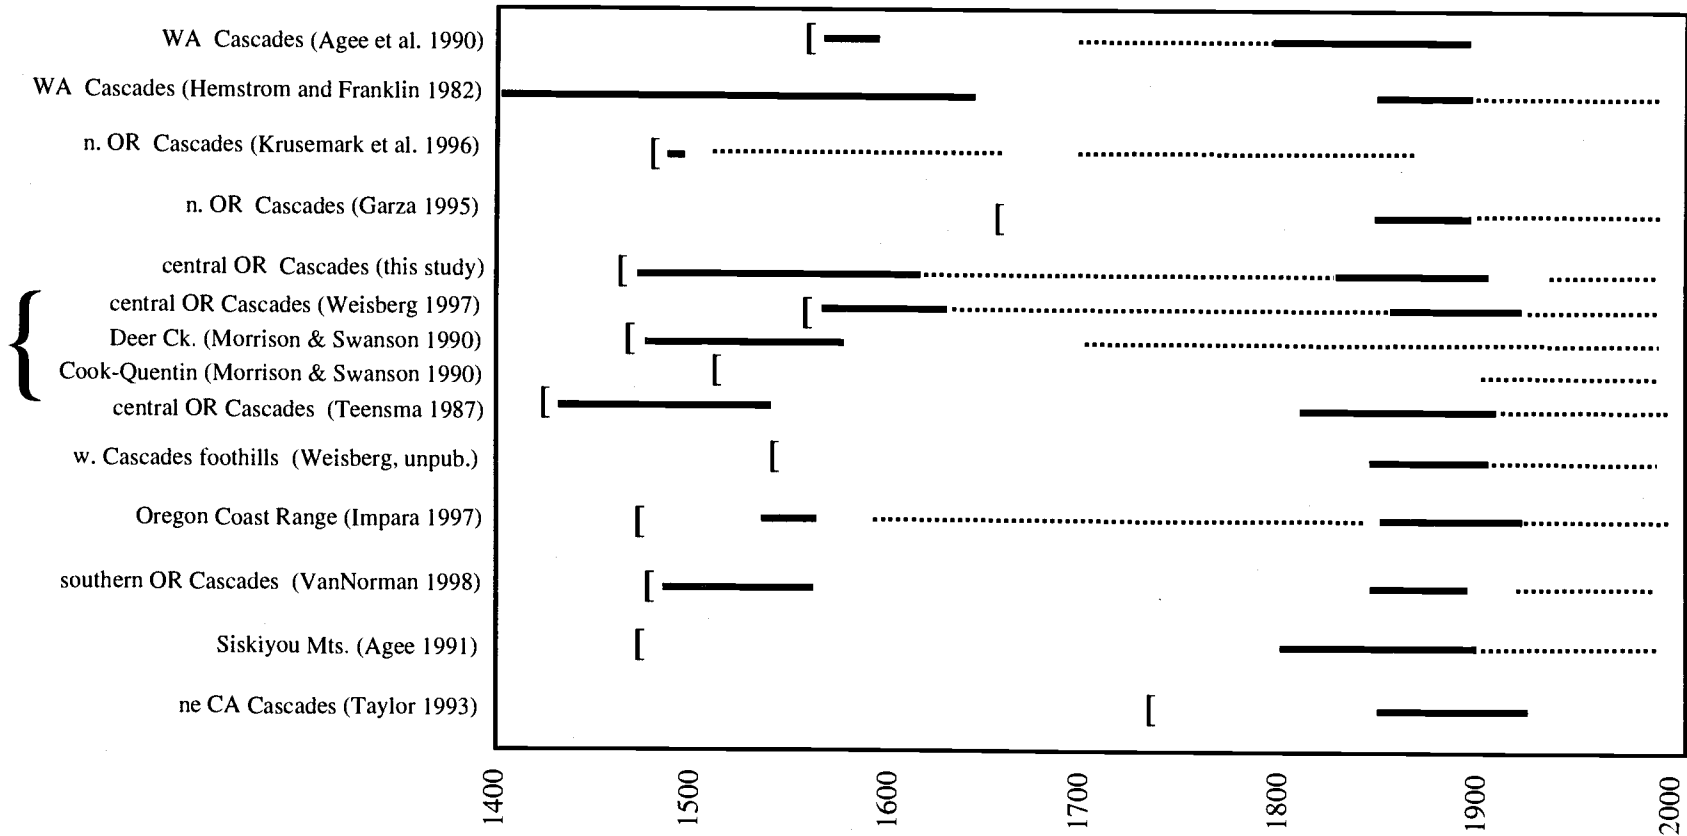 WA Cascades (Agee et al. 1990)
WA Cascades (Hemstrom and Franklin 1982)
n. OR Cascades (Krusemark et al. 1996)
n. OR Cascades (Garza 1995)
central OR Cascades (this study)
central OR Cascades (Weisberg 1997)
Deer Ck. (Morrison & Swanson 1990)
Cook-Quentin (Morrison & Swanson 1990)
central OR Cascades (Teensma 1987)
w. Cascades foothills (Weisberg, unpub.)
Oregon Coast Range (Impara 1997)
southern OR Cascades (VanNorman 1998)
Siskiyou Mts. (Agee 1991)
ne CA Cascades (Taylor 1993)
1400
1500
1600
1700
1800
1900
2000